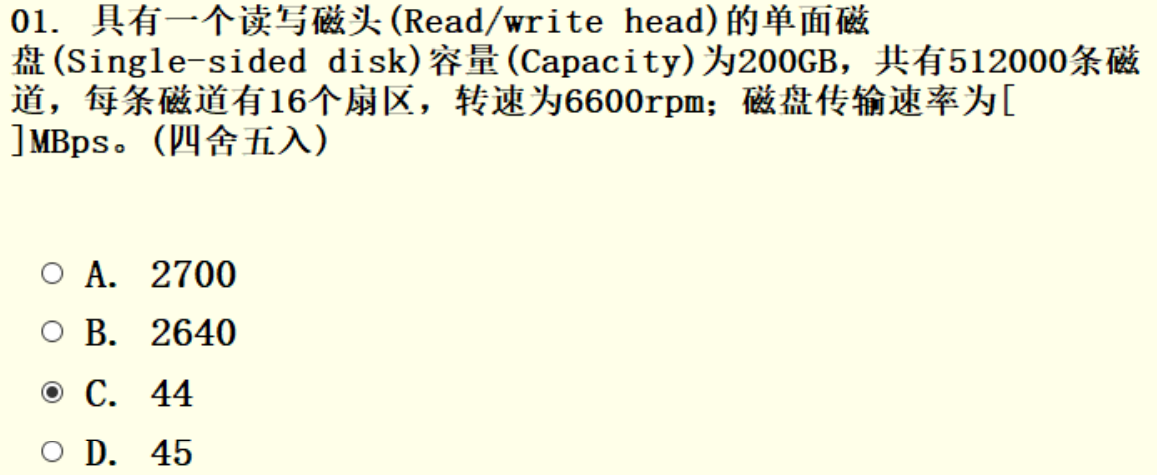 01. 具有一个读写磁头(Read/write head)的单面磁
盘(Single-sided disk)容量(Capacity)为200GB，共有512000条磁
道，每条磁道有16个扇区，转速为6600rpm；磁盘传输速率为[
]MBps。(四舍五入)
A. 2700
B. 2640
C. 44
D. 45